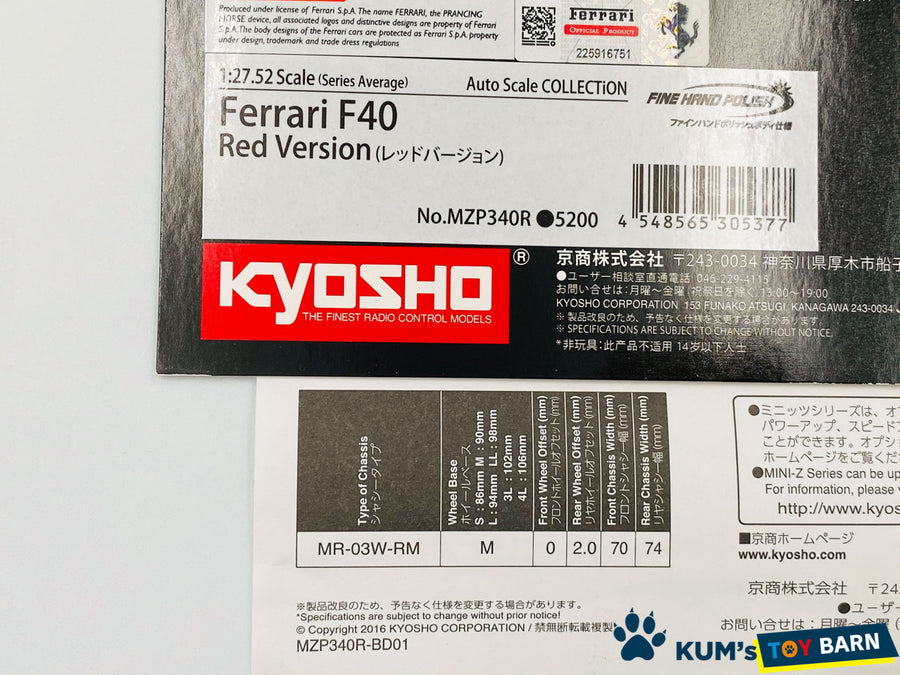 Produced under license of Ferrari S.p.A. The name FERRARI, the PRANCING
HORSE device, all associated logos and distinctive designs are property of Ferrari
S.p.A. The body designs of the Ferrari cars are protected as Ferrari S.p.A. property
under design, trademark and trade dress regulations
Ferrari
OFFICIAL PRODUCT
225916751
1:27.52 Scale (Series Average)
Auto Scale COLLECTiON
Ferrari F40
Red Version (レッドバージョン)
FINE HAND POLISH
ファインハンドポリッシュボディ仕様
No.MZP340R ●5200
4 548565 305377
KYOSHO ®
THE FINEST RADIO CONTROL MODELS
京商株式会社 〒243-0034 神奈川県厚木市船子
●ユーザー相談室直通電話 046-229-4115
お問い合せは:月曜~金曜(祝祭日を除く)13:00~19:00
KYOSHO CORPORATION 153 FUNAKO ATSUGI, KANAGAWA 243-0034
※製品改良のため、予告なく仕様を変更する場合があります
※ SPECIFICATIONS ARE SUBJECT TO CHANGE WITHOUT NOTICE.
*非玩具:此产品不适用 14岁以下人士
Type of Chassis
シャシータイプ
Wheel Base
ホイールベース
S : 86mm M : 90mm
L : 94mm LL : 98mm
3L : 102mm
4L : 106mm
Front Wheel Offset (mm)
フロントホイールオフセット(mm)
Rear Wheel Offset (mm)
リヤホイールオフセット(mm)
Front Chassis Width (mm)
フロントシャシー幅(mm)
Rear Chassis Width (mm)
リヤシャシー幅(mm)
MR-03W-RM M 0 2.0 70 74
※製品改良のため、予告なく仕様を変更する場合があります。
*Specifications are subject to change without prior notice!
© Copyright 2016 KYOSHO CORPORATION / 禁無断転載複製
MZP340R-BD01
●ミニッツシリーズは、オプ
パワーアップ、スピードア
ことができます。オプショ
ホームページをご覧くだ
●MINI-Z Series can be up
For information, please v
http://www.kyos
■京商ホームページ
www.kyosho.com
京商株式会社 〒24
●ユーザー
お問い合せは:月曜~金曜(
KUM's TOY BARN